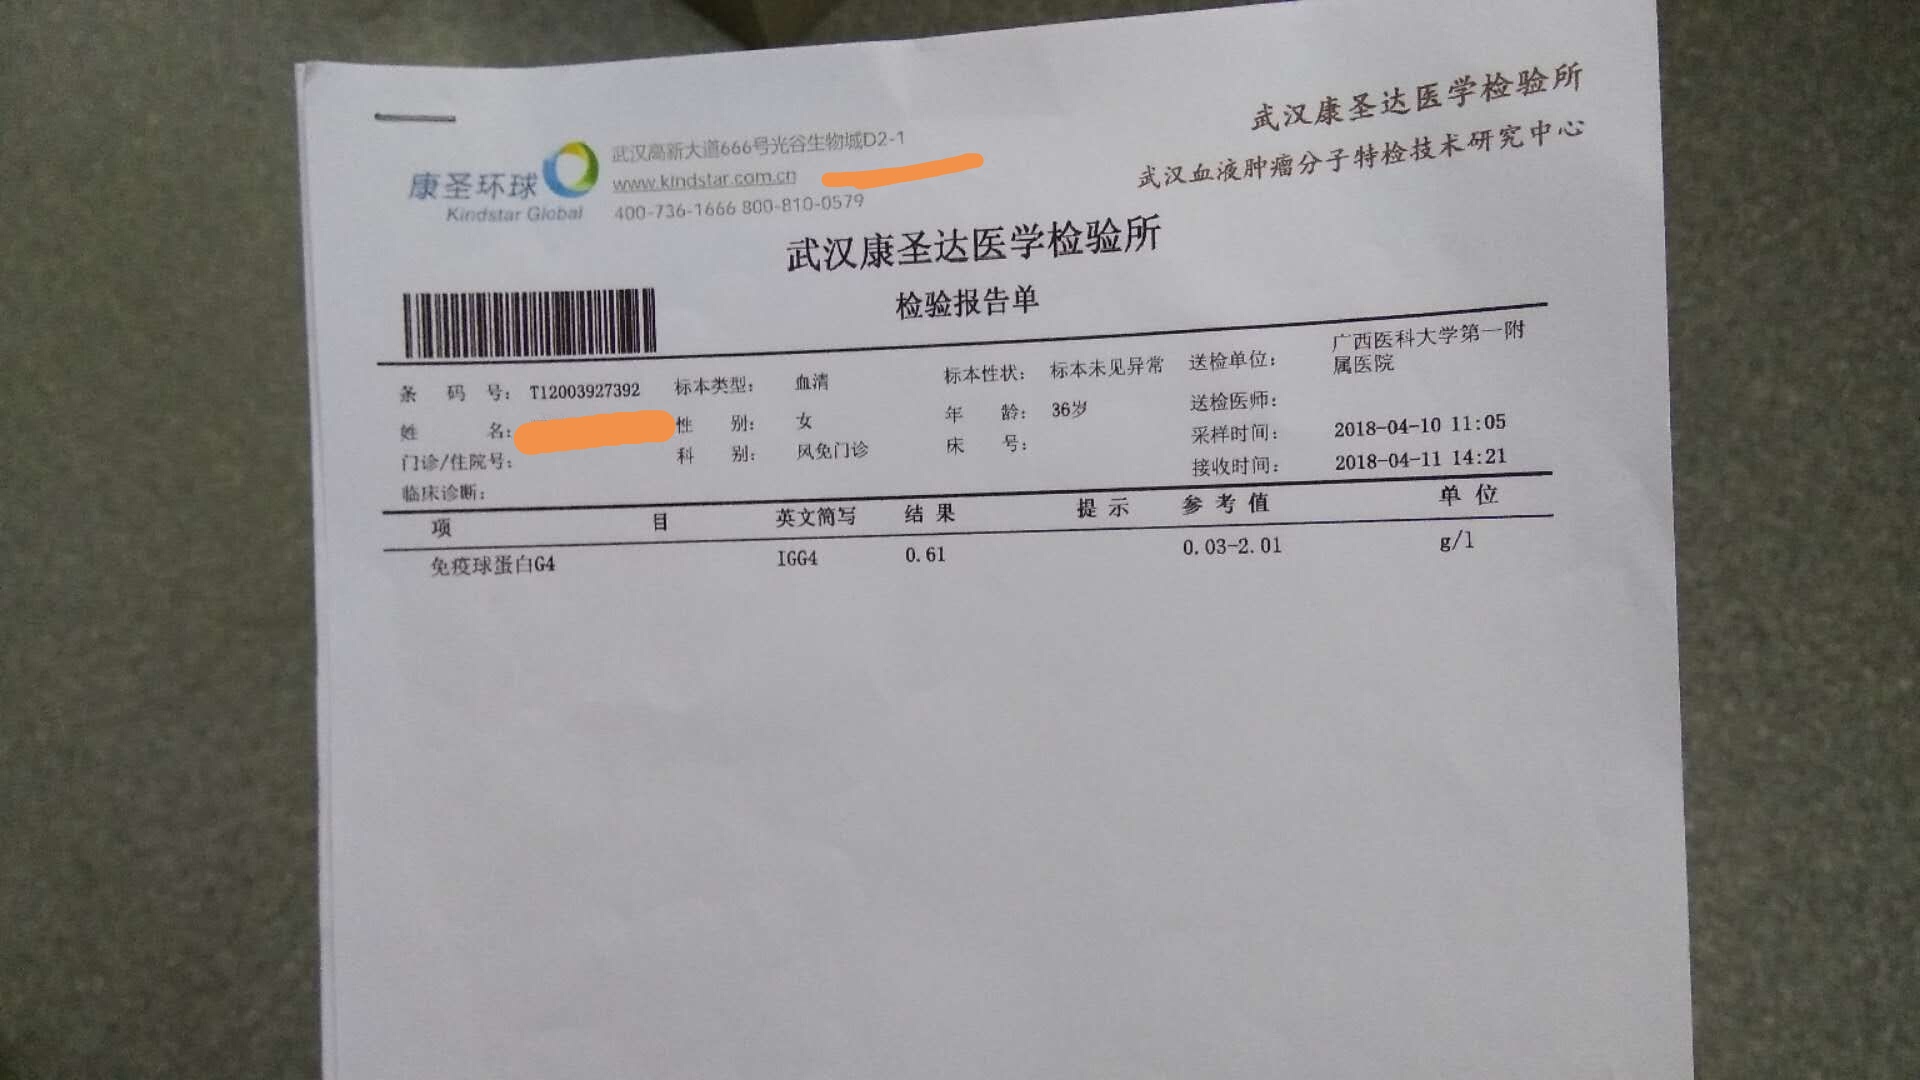 武汉康圣达医学检验所
武汉血液肿瘤分子特检技术研究中心
康圣环球
Kindstar Global
武汉高新大道666号光谷生物城D2-1
www.kindstar.com.cn
400-736-1666 800-810-0579
武汉康圣达医学检验所
检验报告单
条 码 号: T12003927392 标本类型: 血清 标本性状: 标本未见异常 送检单位: 广西医科大学第一附
属医院
姓 名: 性 别: 女 年 龄: 36岁 送检医师:
门诊/住院号: 科 别: 风免门诊 床 号: 采样时间: 2018-04-10 11:05
临床诊断: 接收时间: 2018-04-11 14:21
项 目 英文简写 结 果 提 示 参 考 值 单 位
免疫球蛋白G4 IGG4 0.61 0.03-2.01 g/l